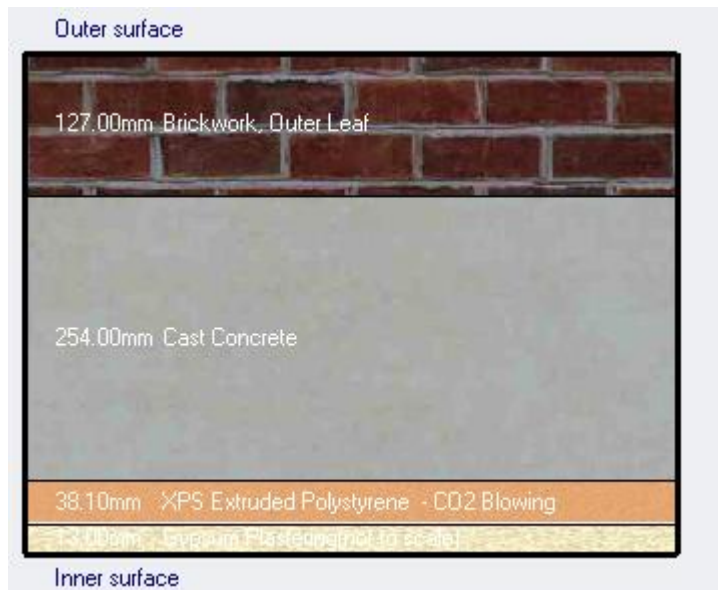 Outer surface
127.00mm Brickwork, Outer Leaf
254.00mm Cast Concrete
38.10mm XPS Extruded Polystyrene - CO2 Blowing
13.00mm Gypsum Plastering(not to scale)
Inner surface